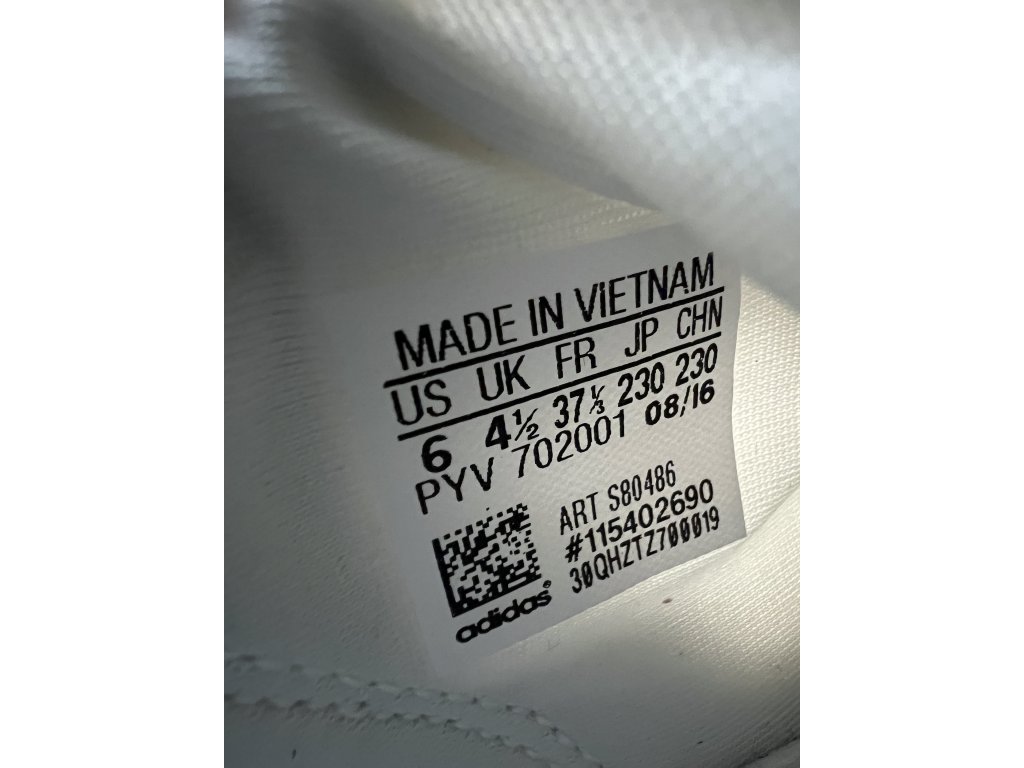 MADE IN VIETNAM
US UK FR JP CHN
6 4½ 37⅓ 230 230
PYV 702001 08/16
ART S80486
#115402690
30QHZTZ700019
adidas®